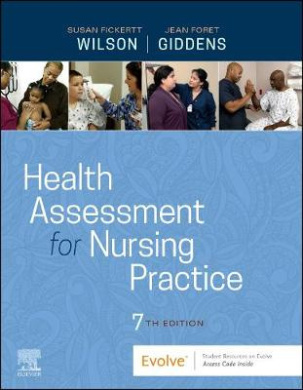 SUSAN FICKERTT
WILSON
JEAN FORET
GIDDENS
Health
Assessment
for Nursing
Practice
7TH EDITION
ELSEVIER
Evolve
Student Resources on Evolve
Access Code Inside